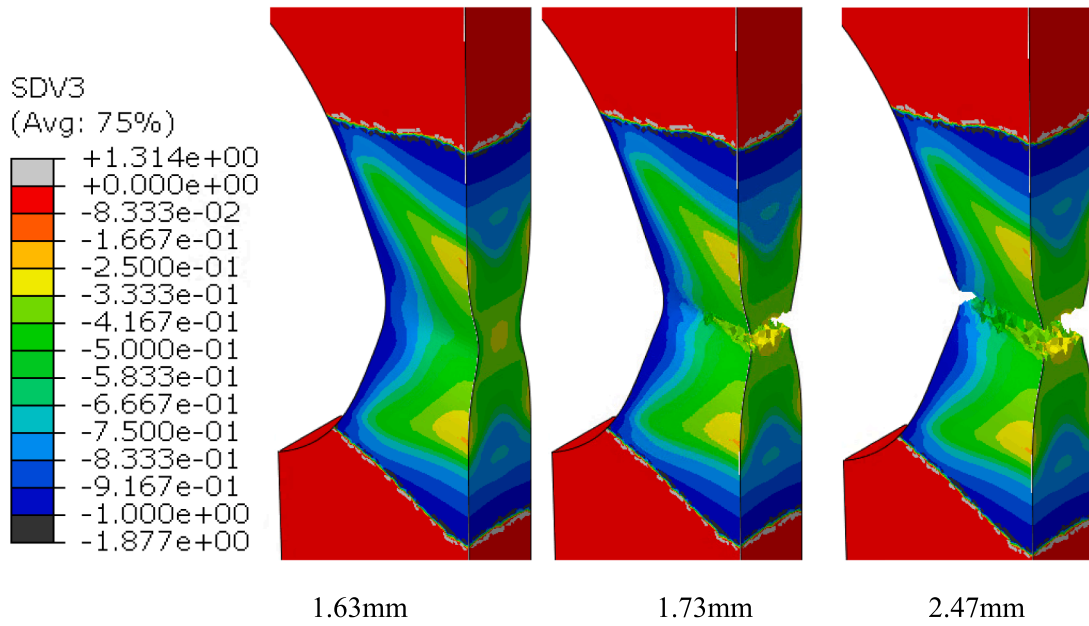 SDV3
(Avg: 75%)
+1.314e+00
+0.000e+00
-8.333e-02
-1.667e-01
-2.500e-01
-3.333e-01
-4.167e-01
-5.000e-01
-5.833e-01
-6.667e-01
-7.500e-01
-8.333e-01
-9.167e-01
-1.000e+00
-1.877e+00
1.63mm 1.73mm 2.47mm